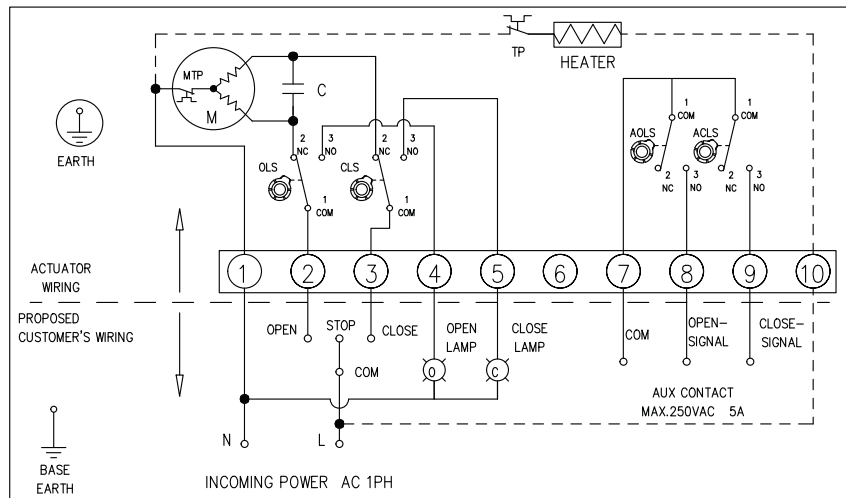 TP
HEATER
MTP
M
C
EARTH
2
NC
3
NO
2
NC
3
NO
OLS
CLS
1
COM
1
COM
1
COM
1
COM
AOLS
ACLS
2
NC
3
NO
2
NC
3
NO
1
2
3
4
5
6
7
8
9
10
ACTUATOR
WIRING
PROPOSED
CUSTOMER'S WIRING
OPEN
STOP
CLOSE
COM
OPEN
LAMP
CLOSE
LAMP
O
C
COM
OPEN-
SIGNAL
CLOSE-
SIGNAL
AUX CONTACT
MAX.250VAC 5A
N
L
BASE
EARTH
INCOMING POWER AC 1PH